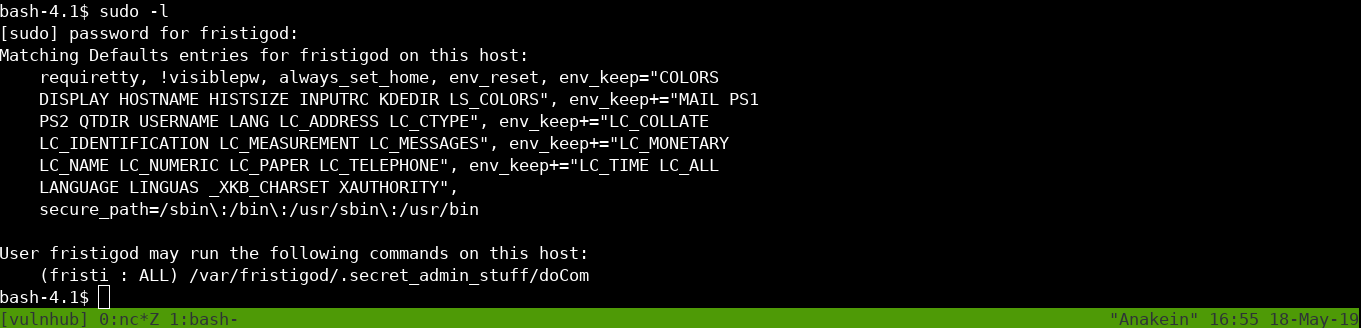 bash-4.1$ sudo -l
[sudo] password for fristigod:
Matching Defaults entries for fristigod on this host:
    requiretty, !visiblepw, always_set_home, env_reset, env_keep="COLORS
    DISPLAY HOSTNAME HISTSIZE INPUTRC KDEDIR LS_COLORS", env_keep+="MAIL PS1
    PS2 QTDIR USERNAME LANG LC_ADDRESS LC_CTYPE", env_keep+="LC_COLLATE
    LC_IDENTIFICATION LC_MEASUREMENT LC_MESSAGES", env_keep+="LC_MONETARY
    LC_NAME LC_NUMERIC LC_PAPER LC_TELEPHONE", env_keep+="LC_TIME LC_ALL
    LANGUAGE LINGUAS _XKB_CHARSET XAUTHORITY",
    secure_path=/sbin\:/bin\:/usr/sbin\:/usr/bin

User fristigod may run the following commands on this host:
    (fristi : ALL) /var/fristigod/.secret_admin_stuff/doCom
bash-4.1$
[vulnhub] 0:nc*Z 1:bash- "Anakein" 16:55 18-May-19